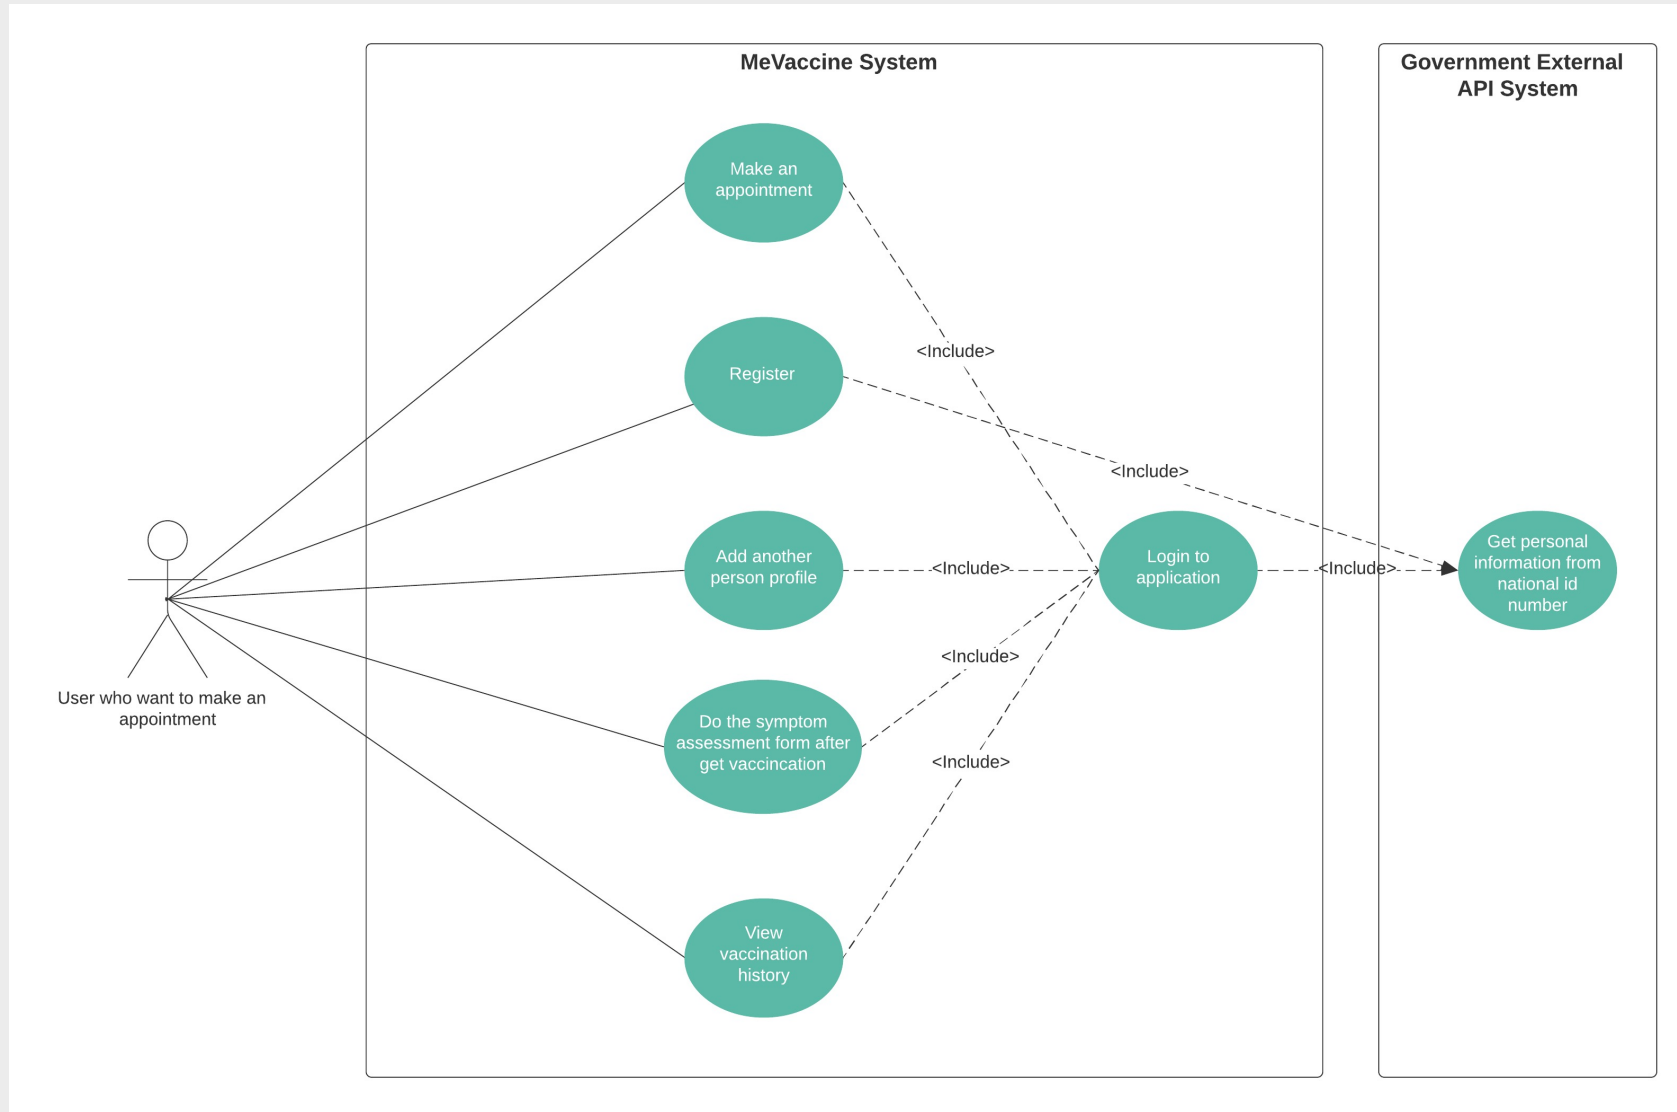 MeVaccine System
Government External
API System
Make an
appointment
<Include>
Register
<Include>
Add another
person profile
<Include>
Login to
application
<Include>
Get personal
information from
national id
number
<Include>
User who want to make an
appointment
Do the symptom
assessment form after
get vaccincation
<Include>
View
vaccination
history